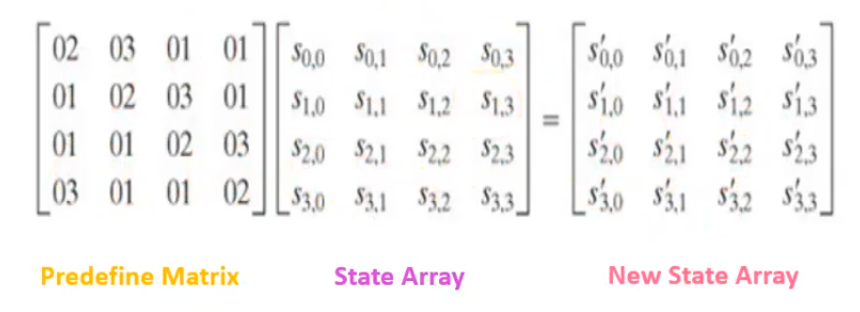 02 03 01 01 s0,0 s0,1 s0,2 s0,3 s′0,0 s′0,1 s′0,2 s′0,3
01 02 03 01 s1,0 s1,1 s1,2 s1,3 = s′1,0 s′1,1 s′1,2 s′1,3
01 01 02 03 s2,0 s2,1 s2,2 s2,3 s′2,0 s′2,1 s′2,2 s′2,3
03 01 01 02 s3,0 s3,1 s3,2 s3,3 s′3,0 s′3,1 s′3,2 s′3,3
Predefine Matrix State Array New State Array